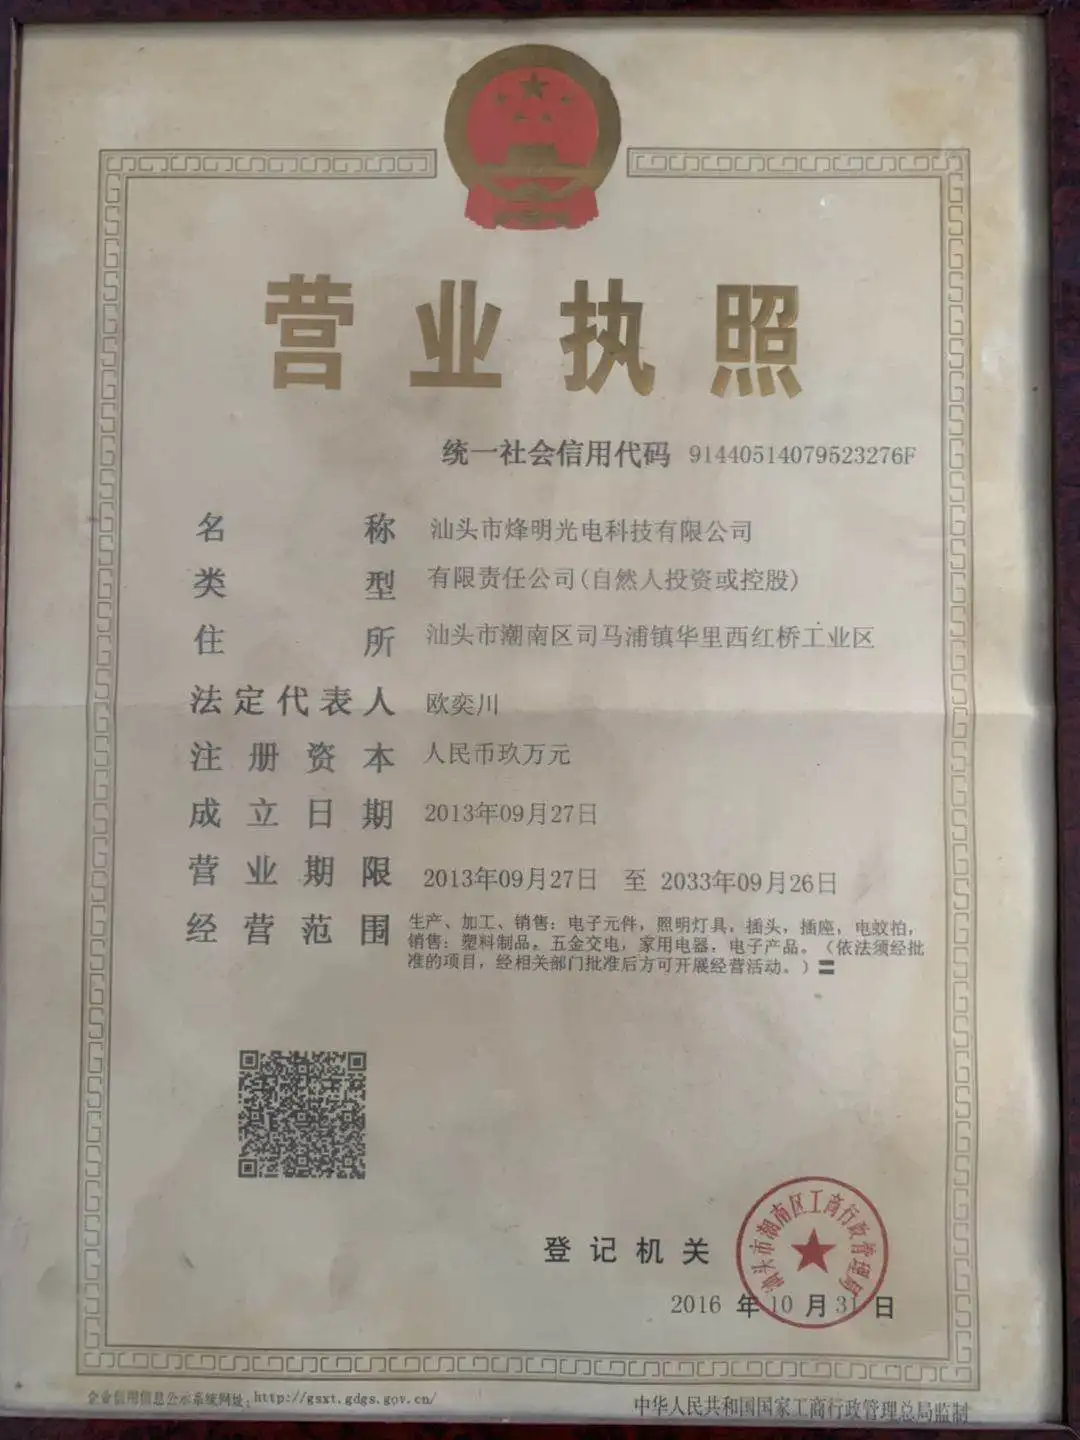 营业执照
统一社会信用代码 91440514079523276F
名称 汕头市烽明光电科技有限公司
类型 有限责任公司(自然人投资或控股)
住所 汕头市潮南区司马浦镇华里西红桥工业区
法定代表人 欧奕川
注册资本 人民币玖万元
成立日期 2013年09月27日
营业期限 2013年09月27日 至 2033年09月26日
经营范围 生产、加工、销售：电子元件，照明灯具，插头，插座，电蚊拍，
销售：塑料制品，五金交电，家用电器，电子产品。（依法须经批
准的项目，经相关部门批准后方可开展经营活动。）〓
登记机关
汕头市潮南区工商行政管理局
2016 年 10 月 31 日
企业信用信息公示系统网址：http://gsxt.gdgs.gov.cn/
中华人民共和国国家工商行政管理总局监制